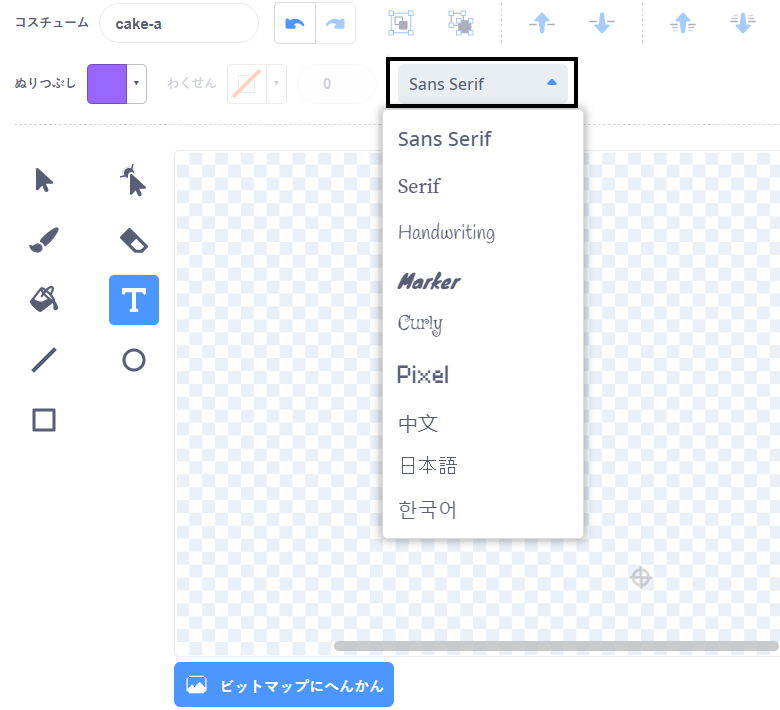 コスチューム cake-a
ぬりつぶし わくせん 0 Sans Serif
Sans Serif
Serif
Handwriting
Marker
Curly
Pixel
中文
日本語
한국어
T
ビットマップにへんかん